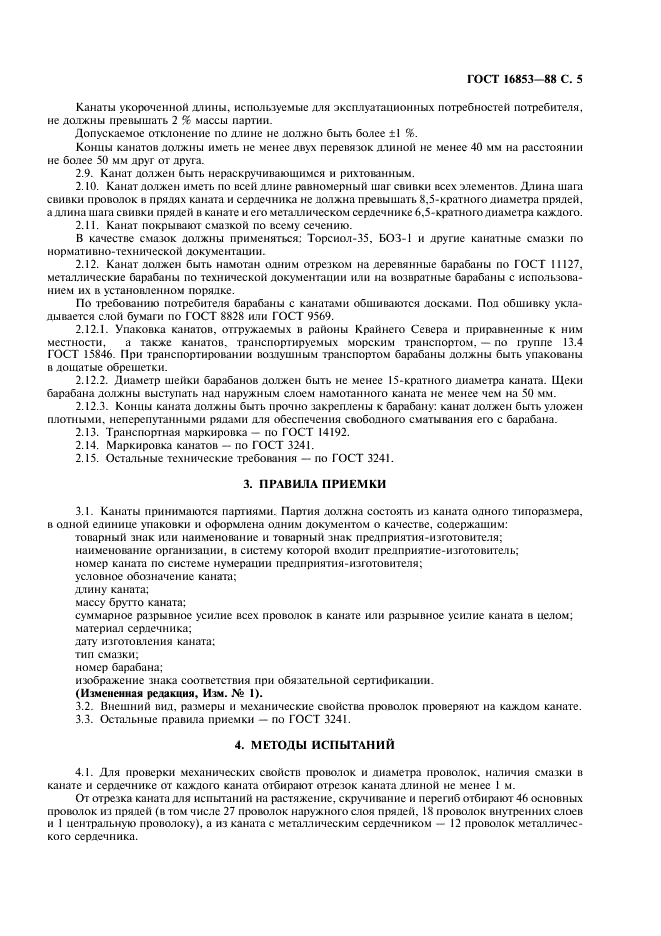 ГОСТ 16853—88 С. 5
Канаты укороченной длины, используемые для эксплуатационных потребностей потребителя,
не должны превышать 2 % массы партии.
Допускаемое отклонение по длине не должно быть более ±1 %.
Концы канатов должны иметь не менее двух перевязок длиной не менее 40 мм на расстоянии
не более 50 мм друг от друга.
2.9. Канат должен быть нераскручивающимся и рихтованным.
2.10. Канат должен иметь по всей длине равномерный шаг свивки всех элементов. Длина шага
свивки проволок в прядях каната и сердечника не должна превышать 8,5-кратного диаметра прядей,
а длина шага свивки прядей в канате и его металлическом сердечнике 6,5-кратного диаметра каждого.
2.11. Канат покрывают смазкой по всему сечению.
В качестве смазок должны применяться: Торсиол-35, БОЗ-1 и другие канатные смазки по
нормативно-технической документации.
2.12. Канат должен быть намотан одним отрезком на деревянные барабаны по ГОСТ 11127,
металлические барабаны по технической документации или на возвратные барабаны с использова-
нием их в установленном порядке.
По требованию потребителя барабаны с канатами обшиваются досками. Под обшивку укла-
дывается слой бумаги по ГОСТ 8828 или ГОСТ 9569.
2.12.1. Упаковка канатов, отгружаемых в районы Крайнего Севера и приравненные к ним
местности, а также канатов, транспортируемых морским транспортом, — по группе 13.4
ГОСТ 15846. При транспортировании воздушным транспортом барабаны должны быть упакованы
в дощатые обрешетки.
2.12.2. Диаметр шейки барабанов должен быть не менее 15-кратного диаметра каната. Щеки
барабана должны выступать над наружным слоем намотанного каната не менее чем на 50 мм.
2.12.3. Концы каната должны быть прочно закреплены к барабану: канат должен быть уложен
плотными, неперепутанными рядами для обеспечения свободного сматывания его с барабана.
2.13. Транспортная маркировка — по ГОСТ 14192.
2.14. Маркировка канатов — по ГОСТ 3241.
2.15. Остальные технические требования — по ГОСТ 3241.
3. ПРАВИЛА ПРИЕМКИ
3.1. Канаты принимаются партиями. Партия должна состоять из каната одного типоразмера,
в одной единице упаковки и оформлена одним документом о качестве, содержащим:
товарный знак или наименование и товарный знак предприятия-изготовителя;
наименование организации, в систему которой входит предприятие-изготовитель;
номер каната по системе нумерации предприятия-изготовителя;
условное обозначение каната;
длину каната;
массу брутто каната;
суммарное разрывное усилие всех проволок в канате или разрывное усилие каната в целом;
материал сердечника;
дату изготовления каната;
тип смазки;
номер барабана;
изображение знака соответствия при обязательной сертификации.
(Измененная редакция, Изм. № 1).
3.2. Внешний вид, размеры и механические свойства проволок проверяют на каждом канате.
3.3. Остальные правила приемки — по ГОСТ 3241.
4. МЕТОДЫ ИСПЫТАНИЙ
4.1. Для проверки механических свойств проволок и диаметра проволок, наличия смазки в
канате и сердечнике от каждого каната отбирают отрезок каната длиной не менее 1 м.
От отрезка каната для испытаний на растяжение, скручивание и перегиб отбирают 46 основных
проволок из прядей (в том числе 27 проволок наружного слоя прядей, 18 проволок внутренних слоев
и 1 центральную проволоку), а из каната с металлическим сердечником — 12 проволок металличес-
кого сердечника.